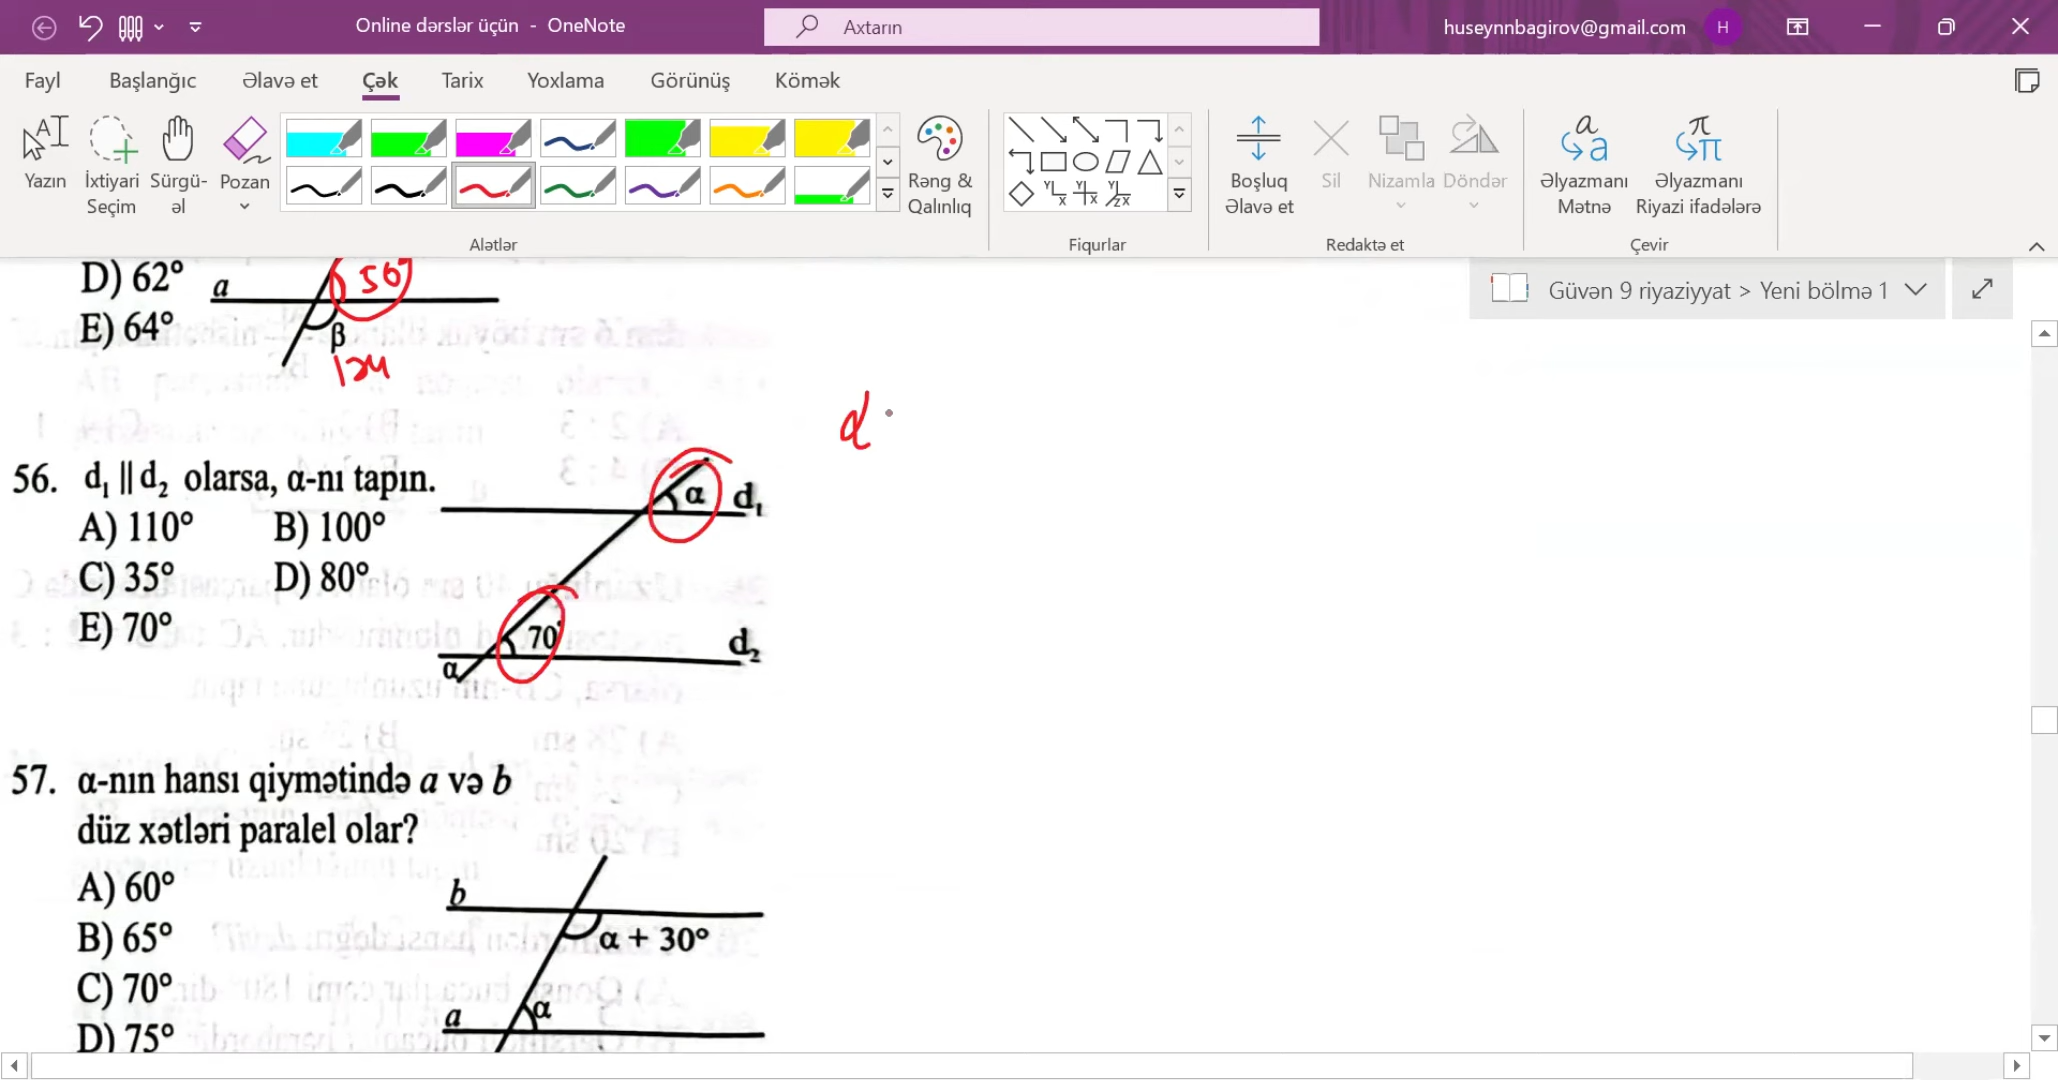 Online dərslər üçün - OneNote
Axtarın
huseynnbagirov@gmail.com
H
Fayl
Başlanğıc
Əlavə et
Çək
Tarix
Yoxlama
Görünüş
Kömək
Yazın
İxtiyari Seçim
Sürgü-əl
Pozan
Rəng & Qalınlıq
Boşluq Əlavə et
Sil
Nizamla
Döndər
Əlyazmanı Mətnə
Əlyazmanı Riyazi ifadələrə
Alətlər
Fiqurlar
Redaktə et
Çevir
Güvən 9 riyaziyyat > Yeni bölmə 1
D) 62°
E) 64°
a
56
β
124
d
56. d₁ || d₂ olarsa, α-nı tapın.
A) 110° B) 100°
C) 35° D) 80°
E) 70°
α
d₁
70°
d₂
α
57. α-nın hansı qiymətində a və b
düz xətləri paralel olar?
A) 60°
B) 65°
C) 70°
D) 75°
b
α + 30°
a
α